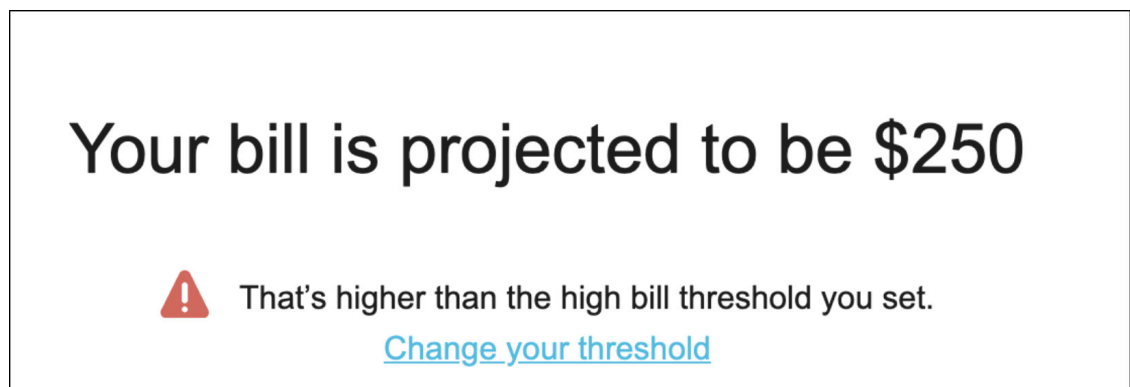 Your bill is projected to be $250
That’s higher than the high bill threshold you set.
Change your threshold